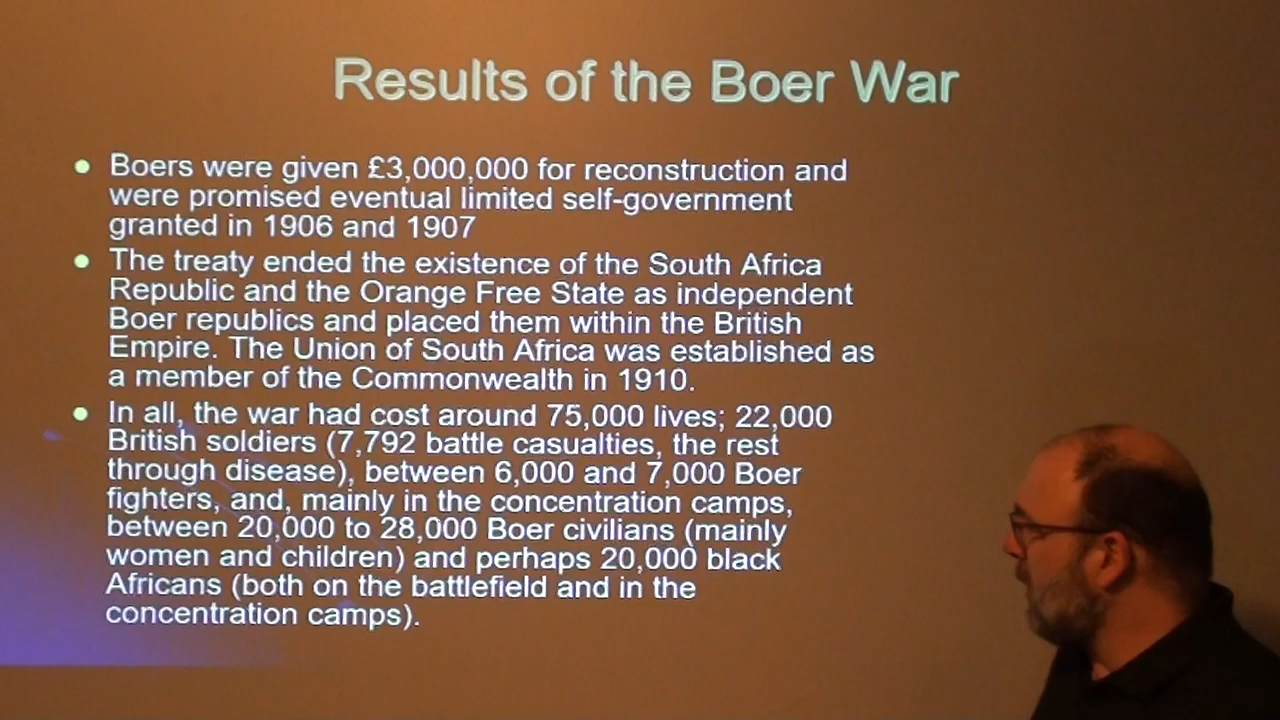 Results of the Boer War
Boers were given £3,000,000 for reconstruction and
were promised eventual limited self-government
granted in 1906 and 1907
The treaty ended the existence of the South Africa
Republic and the Orange Free State as independent
Boer republics and placed them within the British
Empire. The Union of South Africa was established as
a member of the Commonwealth in 1910.
In all, the war had cost around 75,000 lives; 22,000
British soldiers (7,792 battle casualties, the rest
through disease), between 6,000 and 7,000 Boer
fighters, and, mainly in the concentration camps,
between 20,000 to 28,000 Boer civilians (mainly
women and children) and perhaps 20,000 black
Africans (both on the battlefield and in the
concentration camps).